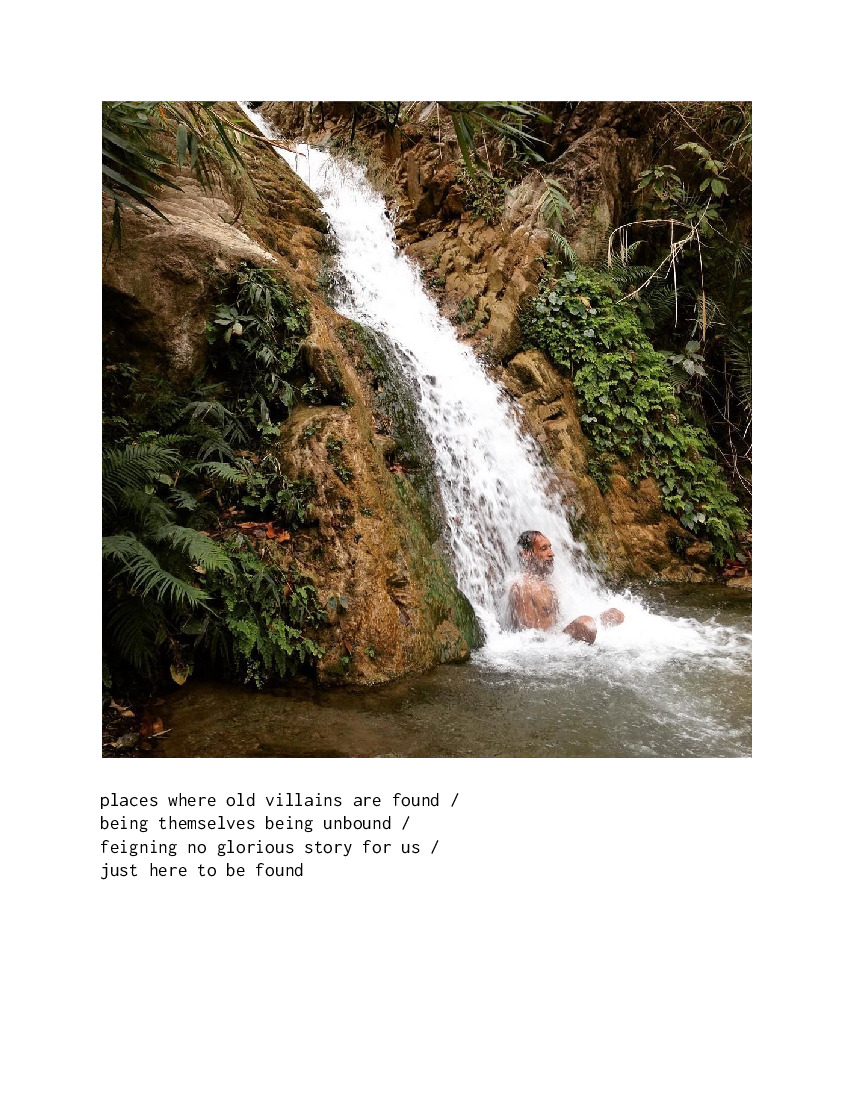 places where old villains are found /
being themselves being unbound /
feigning no glorious story for us /
just here to be found